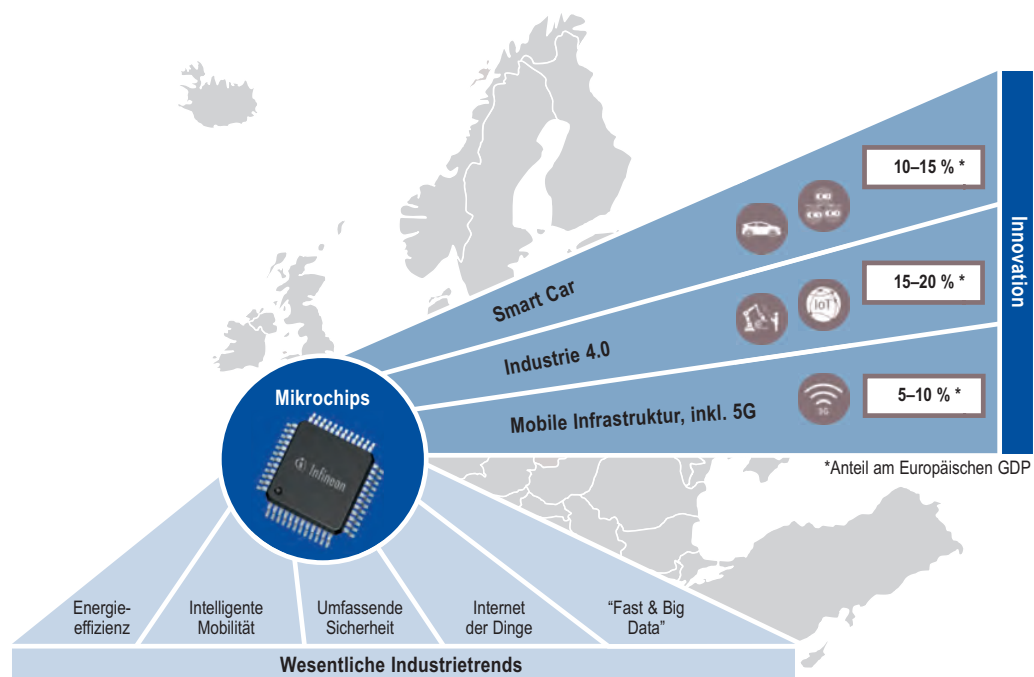 10–15 % *
Innovation
15–20 % *
Smart Car
IoT
Industrie 4.0
Mikrochips
5–10 % *
5G
Mobile Infrastruktur, inkl. 5G
*Anteil am Europäischen GDP
Infineon
Energie-
effizienz
Intelligente
Mobilität
Umfassende
Sicherheit
Internet
der Dinge
“Fast & Big
Data”
Wesentliche Industrietrends